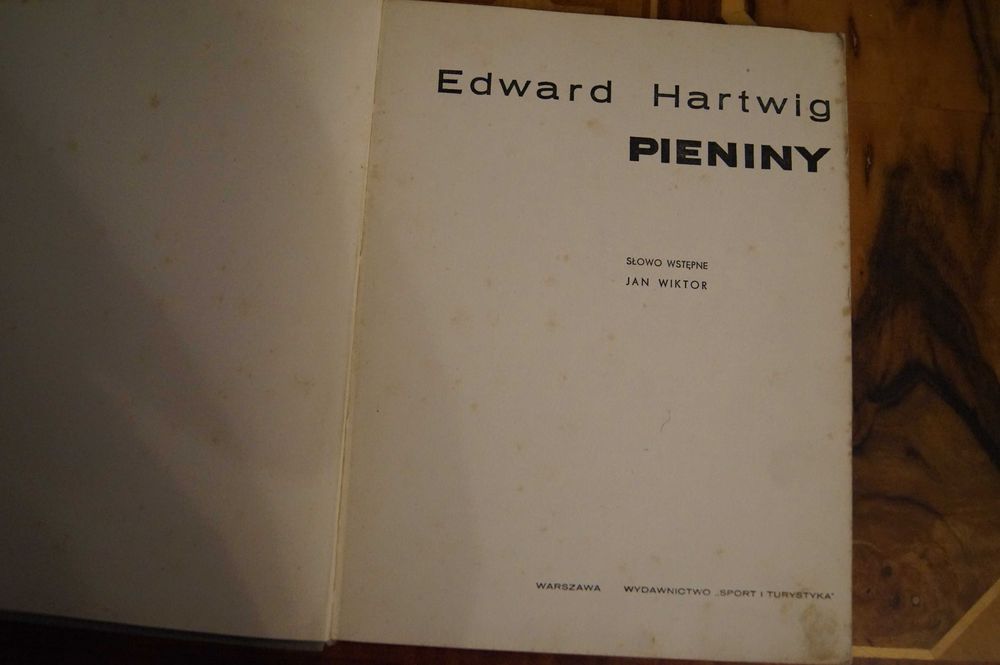 Edward Hartwig
PIENINY
SŁOWO WSTĘPNE
JAN WIKTOR
WARSZAWA WYDAWNICTWO „SPORT I TURYSTYKA"